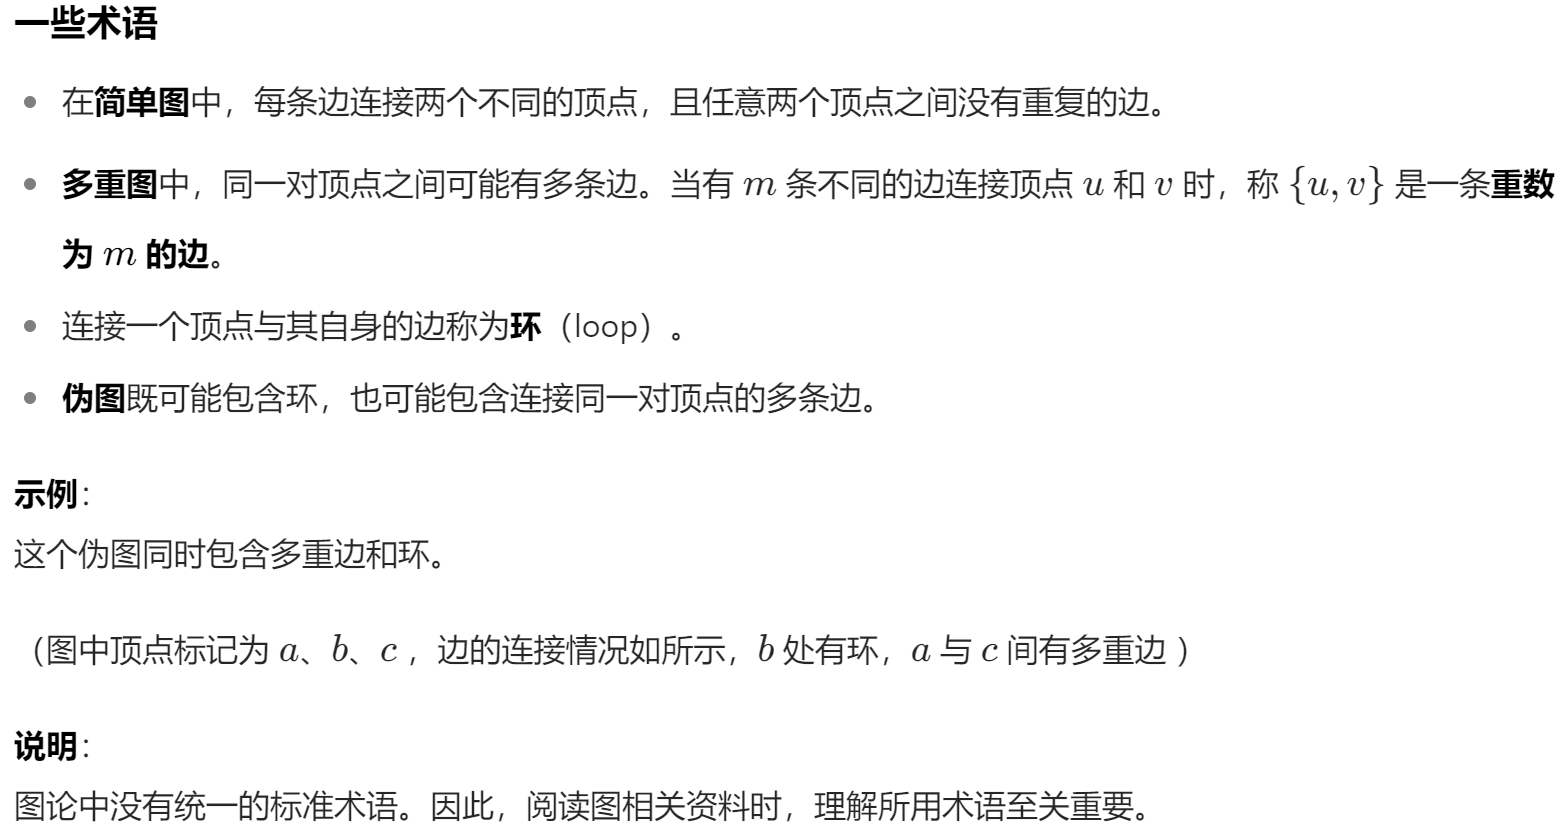 一些术语
在简单图中，每条边连接两个不同的顶点，且任意两个顶点之间没有重复的边。
多重图中，同一对顶点之间可能有多条边。当有 m 条不同的边连接顶点 u 和 v 时，称 {u, v} 是一条重数
为 m 的边。
连接一个顶点与其自身的边称为环（loop）。
伪图既可能包含环，也可能包含连接同一对顶点的多条边。
示例：
这个伪图同时包含多重边和环。
（图中顶点标记为 a、b、c ，边的连接情况如所示，b 处有环，a 与 c 间有多重边 ）
说明：
图论中没有统一的标准术语。因此，阅读图相关资料时，理解所用术语至关重要。